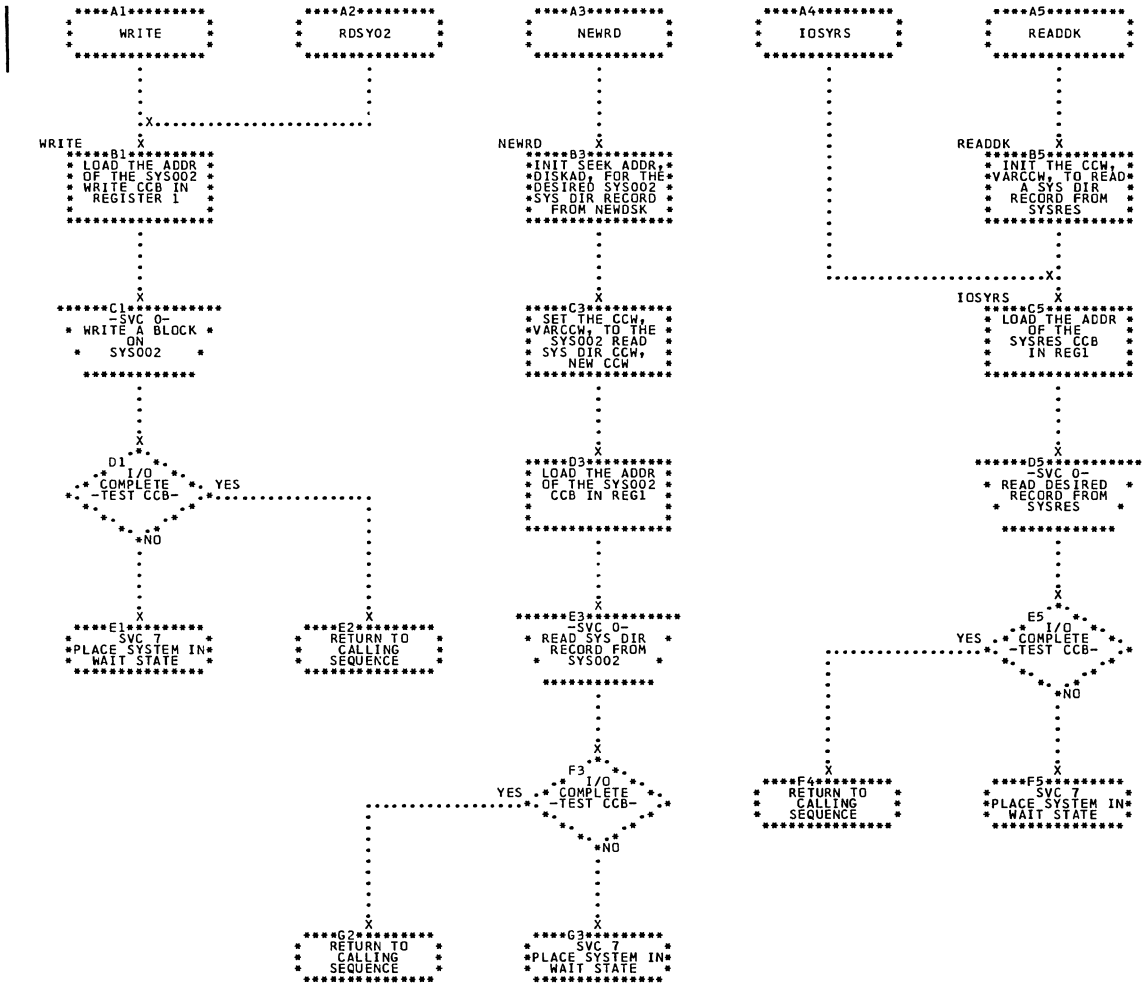 A1
WRITE
A2
RDSY02
A3
NEWRD
A4
IOSYRS
A5
READDK
WRITE
B1
LOAD THE ADDR
OF THE SYS002
WRITE CCB IN
REGISTER 1
NEWRD
B3
INIT SEEK ADDR,
DISKAD, FOR THE
DESIRED SYS002
SYS DIR RECORD
FROM NEWDSK
READDK
B5
INIT THE CCW,
VARCCW, TO READ
A SYS DIR
RECORD FROM
SYSRES
C1
-SVC 0-
WRITE A BLOCK
ON
SYS002
C3
SET THE CCW,
VARCCW, TO THE
SYS002 READ
SYS DIR CCW,
NEW CCW
IOSYRS
C5
LOAD THE ADDR
OF THE
SYSRES CCB
IN REG1
D1
I/O
COMPLETE
-TEST CCB-
YES
NO
D3
LOAD THE ADDR
OF THE SYS002
CCB IN REG1
D5
-SVC 0-
READ DESIRED
RECORD FROM
SYSRES
E1
SVC 7
PLACE SYSTEM IN
WAIT STATE
E2
RETURN TO
CALLING
SEQUENCE
E3
-SVC 0-
READ SYS DIR
RECORD FROM
SYS002
E5
I/O
COMPLETE
-TEST CCB-
YES
NO
F3
I/O
COMPLETE
-TEST CCB-
YES
NO
F4
RETURN TO
CALLING
SEQUENCE
F5
SVC 7
PLACE SYSTEM IN
WAIT STATE
G2
RETURN TO
CALLING
SEQUENCE
G3
SVC 7
PLACE SYSTEM IN
WAIT STATE